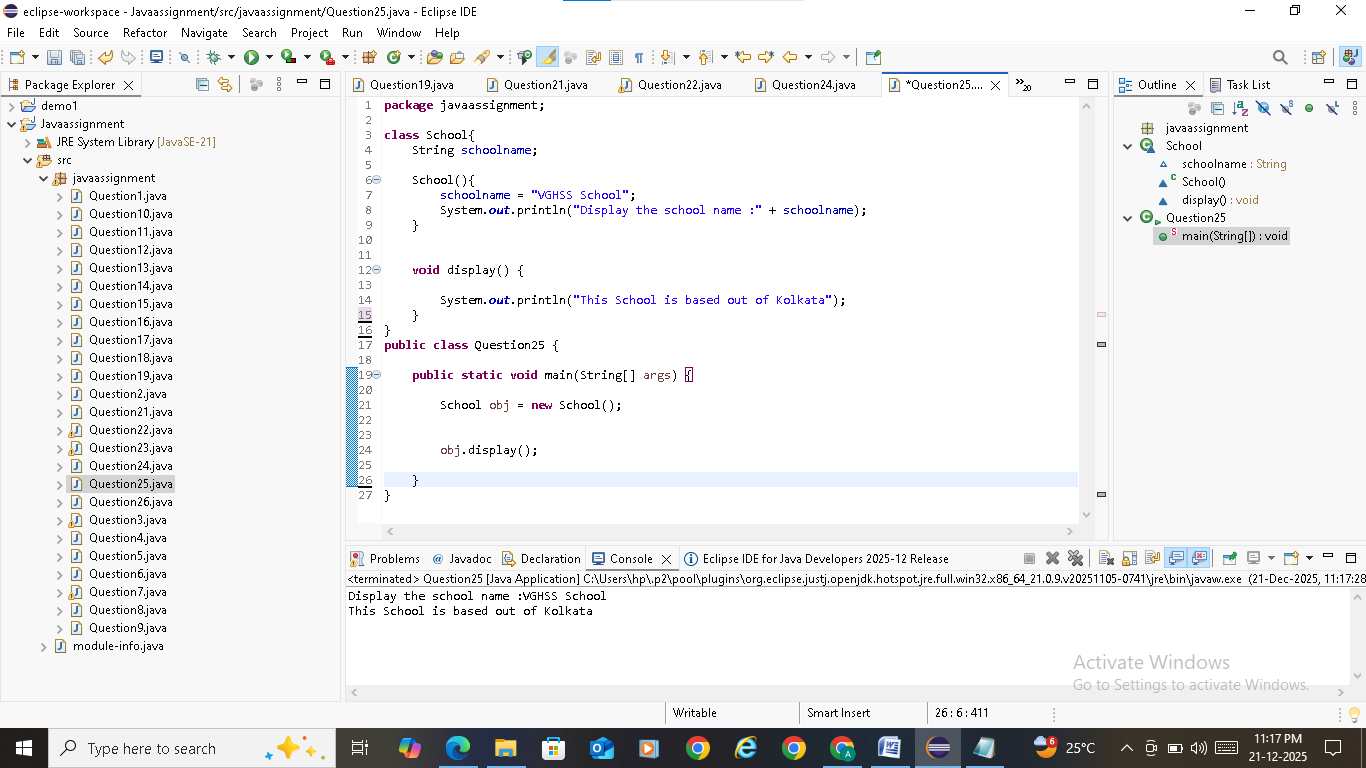 eclipse-workspace - Javaassignment/src/javaassignment/Question25.java - Eclipse IDE
File Edit Source Refactor Navigate Search Project Run Window Help
Package Explorer
demo1
Javaassignment
JRE System Library [JavaSE-21]
src
javaassignment
Question1.java
Question10.java
Question11.java
Question12.java
Question13.java
Question14.java
Question15.java
Question16.java
Question17.java
Question18.java
Question19.java
Question2.java
Question21.java
Question22.java
Question23.java
Question24.java
Question25.java
Question26.java
Question3.java
Question4.java
Question5.java
Question6.java
Question7.java
Question8.java
Question9.java
module-info.java
Question19.java Question21.java Question22.java Question24.java *Question25.... »20
1 package javaassignment;
2
3 class School{
4 String schoolname;
5
6 School(){
7 schoolname = "VGHSS School";
8 System.out.println("Display the school name :" + schoolname);
9 }
10
11
12 void display() {
13
14 System.out.println("This School is based out of Kolkata");
15 }
16 }
17 public class Question25 {
18
19 public static void main(String[] args) {
20
21 School obj = new School();
22
23
24 obj.display();
25
26 }
27 }
Outline Task List
javaassignment
School
schoolname : String
School()
display() : void
Question25
main(String[]) : void
Problems Javadoc Declaration Console Eclipse IDE for Java Developers 2025-12 Release
<terminated> Question25 [Java Application] C:\Users\hp\.p2\pool\plugins\org.eclipse.justj.openjdk.hotspot.jre.full.win32.x86_64_21.0.9.v20251105-0741\jre\bin\javaw.exe (21-Dec-2025, 11:17:28
Display the school name :VGHSS School
This School is based out of Kolkata
Activate Windows
Go to Settings to activate Windows.
Writable Smart Insert 26 : 6 : 411
Type here to search
6 25°C
11:17 PM
21-12-2025